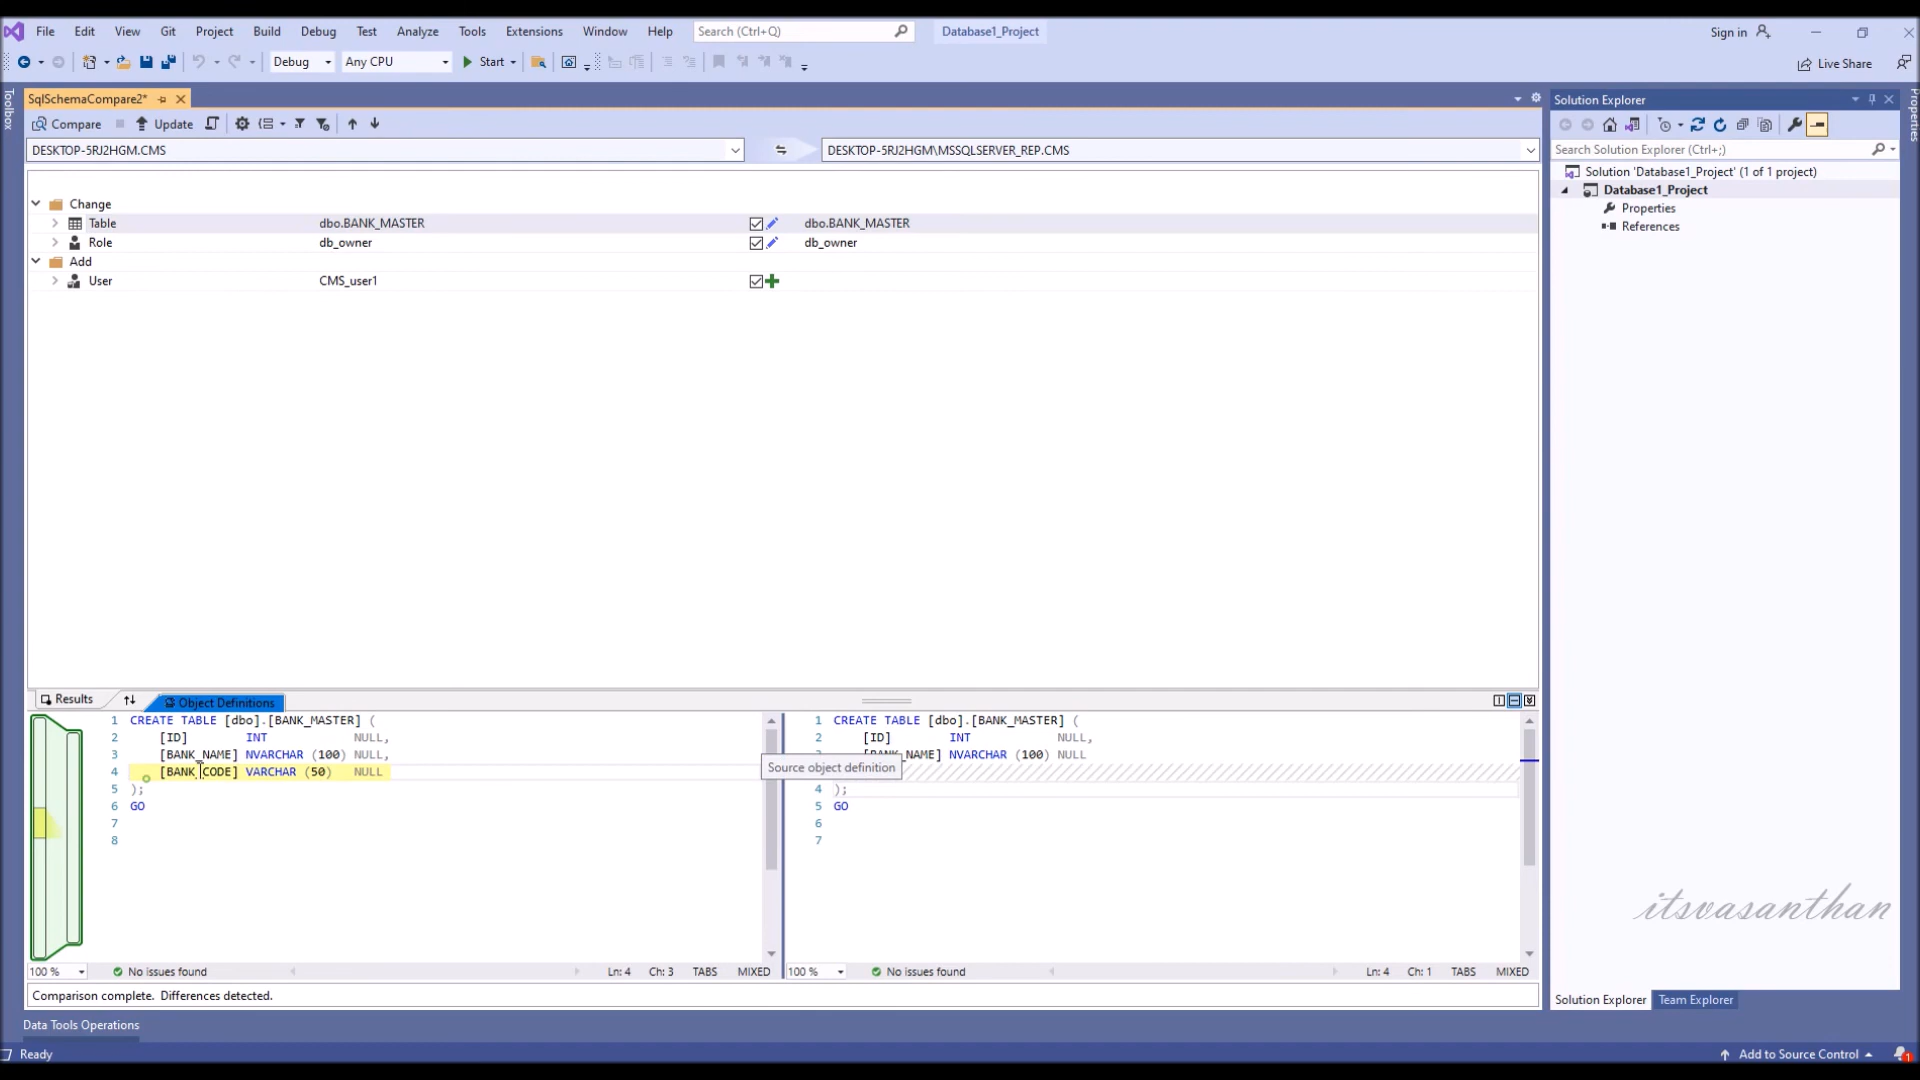 File Edit View Git Project Build Debug Test Analyze Tools Extensions Window Help Search (Ctrl+Q) Database1_Project Sign in
Debug Any CPU Start Live Share
Toolbox
SqlSchemaCompare2*
Compare Update
DESKTOP-5RJ2HGM.CMS DESKTOP-5RJ2HGM\MSSQLSERVER_REP.CMS
Change
Table dbo.BANK_MASTER dbo.BANK_MASTER
Role db_owner db_owner
Add
User CMS_user1
Solution Explorer
Search Solution Explorer (Ctrl+;)
Solution 'Database1_Project' (1 of 1 project)
Database1_Project
Properties
References
Properties
Results Object Definitions
1 CREATE TABLE [dbo].[BANK_MASTER] (
2 [ID] INT NULL,
3 [BANK_NAME] NVARCHAR (100) NULL,
4 [BANK_CODE] VARCHAR (50) NULL
5 );
6 GO
7
8
Source object definition
1 CREATE TABLE [dbo].[BANK_MASTER] (
2 [ID] INT NULL,
NAME] NVARCHAR (100) NULL
4 );
5 GO
6
7
100 % No issues found Ln: 4 Ch: 3 TABS MIXED
100 % No issues found Ln: 4 Ch: 1 TABS MIXED
Comparison complete. Differences detected.
Solution Explorer Team Explorer
itsvasanthan
Data Tools Operations
Ready Add to Source Control 1